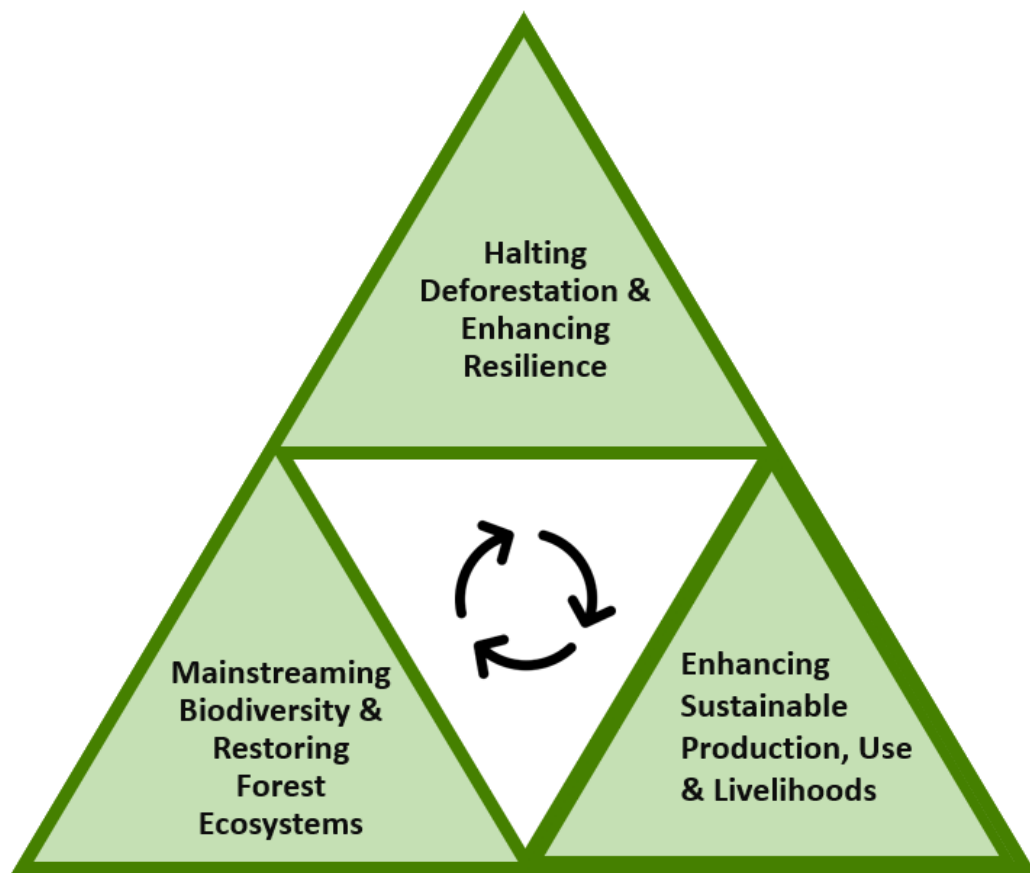 Halting
Deforestation &
Enhancing
Resilience
Mainstreaming
Biodiversity &
Restoring
Forest
Ecosystems
Enhancing
Sustainable
Production, Use
& Livelihoods